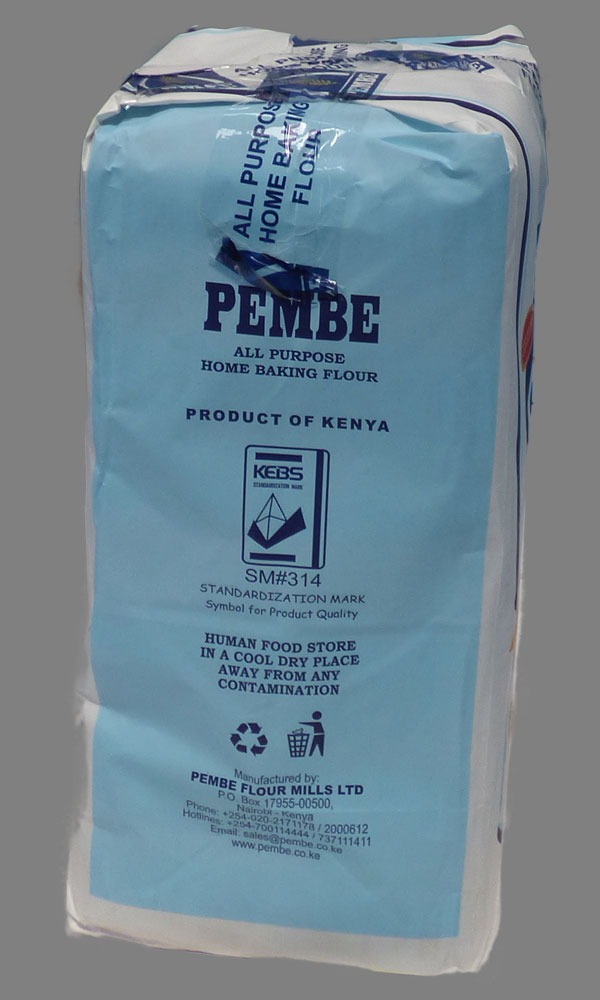 ALL PURPOSE
HOME BAKING
FLOUR
PEMBE
ALL PURPOSE
HOME BAKING FLOUR
PRODUCT OF KENYA
KEBS
STANDARDIZATION MARK
SM#314
STANDARDIZATION MARK
Symbol for Product Quality
HUMAN FOOD STORE
IN A COOL DRY PLACE
AWAY FROM ANY
CONTAMINATION
Manufactured by:
PEMBE FLOUR MILLS LTD
P.O. Box 17955-00500,
Nairobi - Kenya
Phone: +254-020-2171178 / 2000612
Hotlines: +254-700114444 / 737111411
Email: sales@pembe.co.ke
www.pembe.co.ke